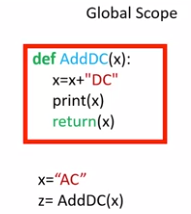 Global Scope
def AddDC(x):
x=x+"DC"
print(x)
return(x)
x=“AC”
z= AddDC(x)